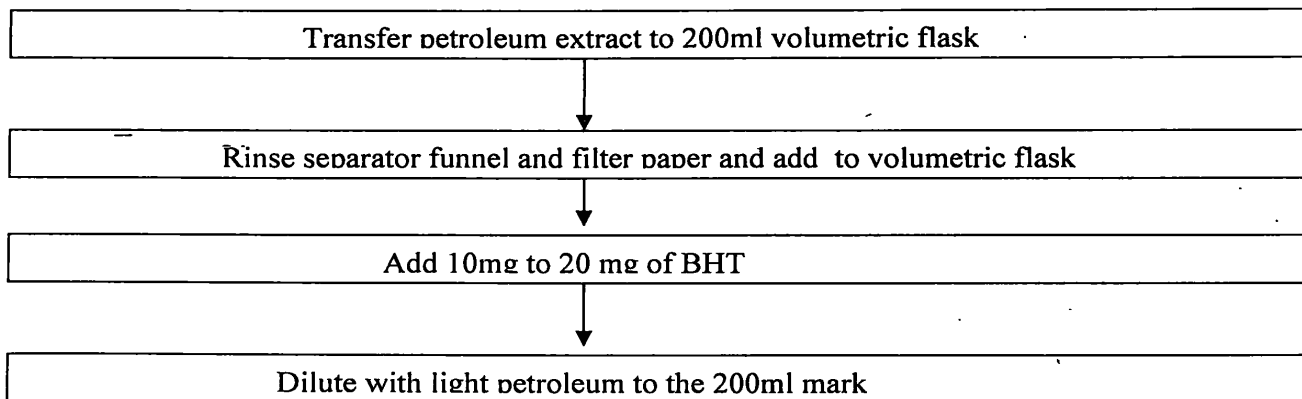 Transfer petroleum extract to 200ml volumetric flask
Rinse separator funnel and filter paper and add to volumetric flask
Add 10mg to 20 mg of BHT
Dilute with light petroleum to the 200ml mark